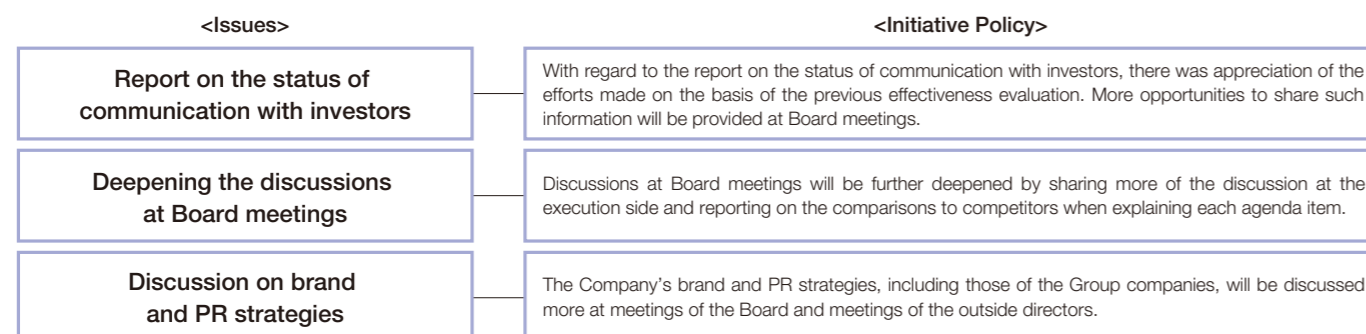 <Issues>
<Initiative Policy>
Report on the status of
communication with investors
With regard to the report on the status of communication with investors, there was appreciation of the
efforts made on the basis of the previous effectiveness evaluation. More opportunities to share such
information will be provided at Board meetings.
Deepening the discussions
at Board meetings
Discussions at Board meetings will be further deepened by sharing more of the discussion at the
execution side and reporting on the comparisons to competitors when explaining each agenda item.
Discussion on brand
and PR strategies
The Company's brand and PR strategies, including those of the Group companies, will be discussed
more at meetings of the Board and meetings of the outside directors.